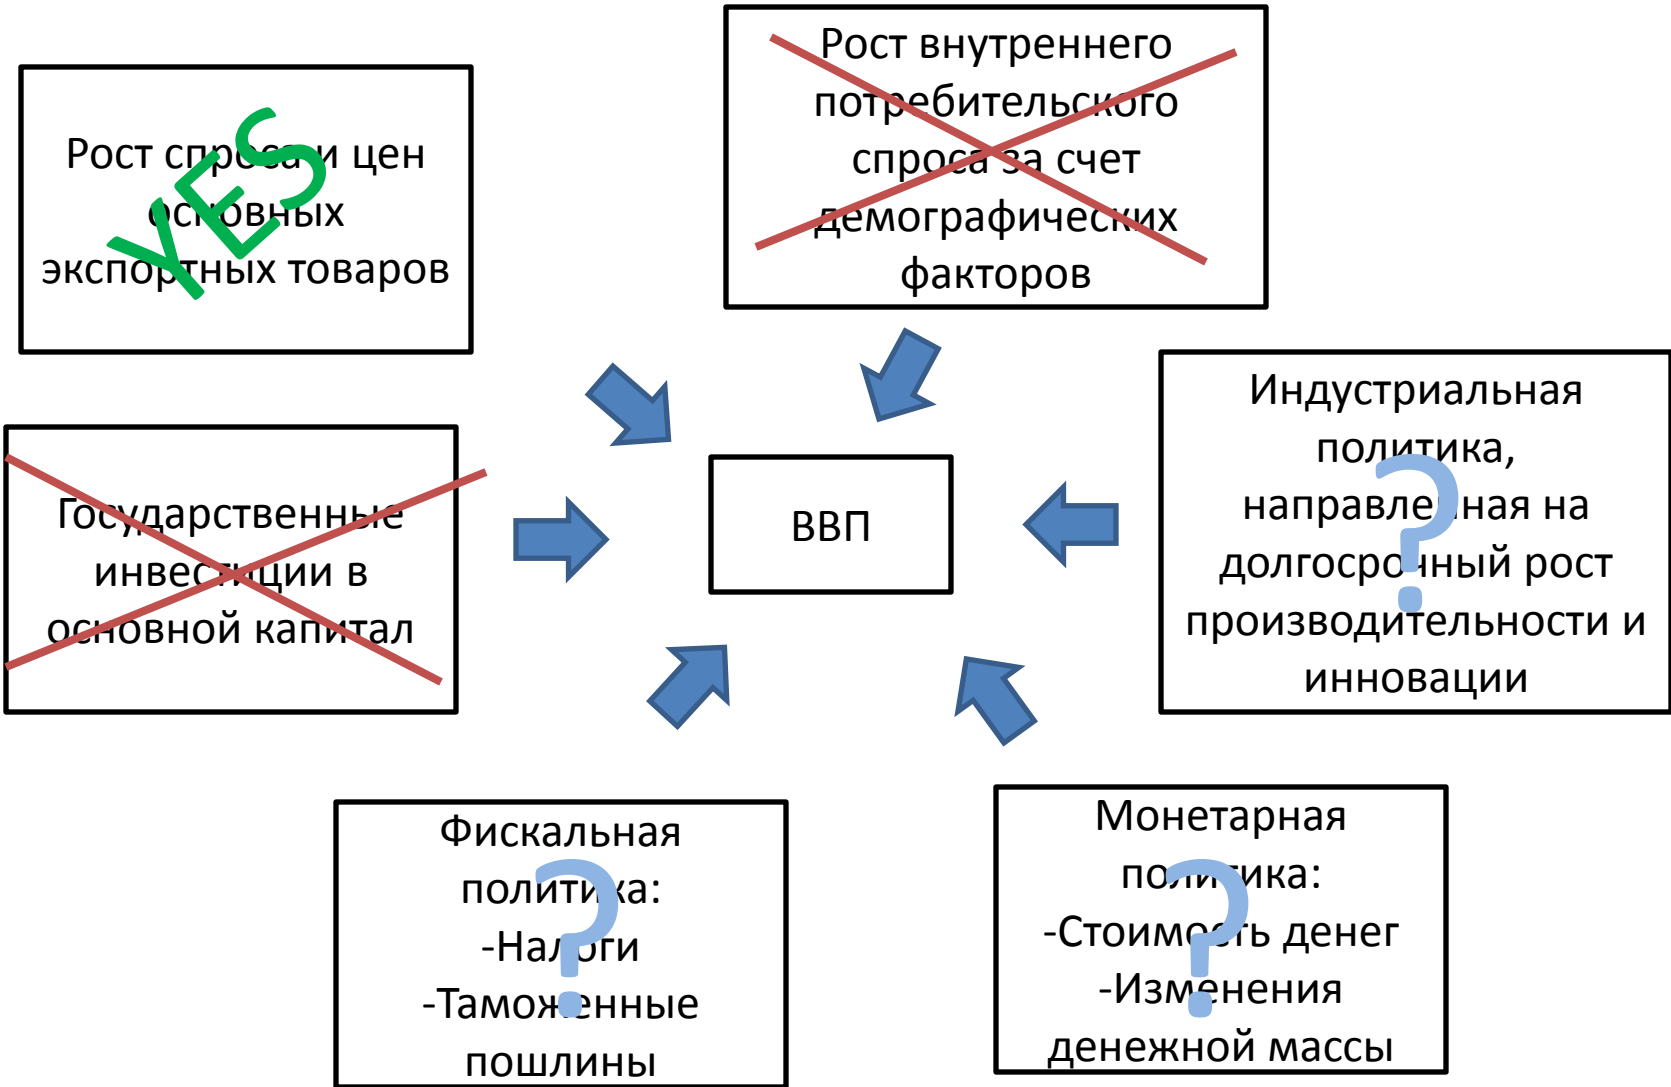 Рост внутреннего
потребительского
спроса за счет
демографических
факторов
Рост спроса и цен
основных
экспортных товаров
YES
Государственные
инвестиции в
основной капитал
ВВП
Индустриальная
политика,
направленная на
долгосрочный рост
производительности и
инновации
?
Фискальная
политика:
-Налоги
-Таможенные
пошлины
?
Монетарная
политика:
-Стоимость денег
-Изменения
денежной массы
?